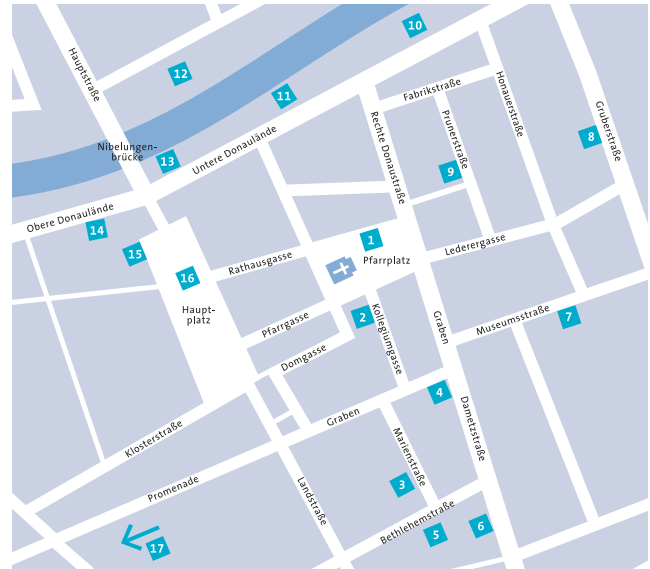 10
Hauptstraße
12
Fabrikstraße
Honauerstraße
11
Rechte Donaustraße
Prunerstraße
Gruberstraße
8
Nibelungen-
brücke
13
Untere Donaulände
9
Obere Donaulände
14
15
1
Pfarrplatz
Lederergasse
Rathausgasse
16
Haupt-
platz
Pfarrgasse
2
Kollegiumgasse
Graben
Museumsstraße
7
Domgasse
4
Graben
Dametzstraße
Klosterstraße
Marienstraße
Promenade
3
Landstraße
Bethlehemstraße
5
6
17